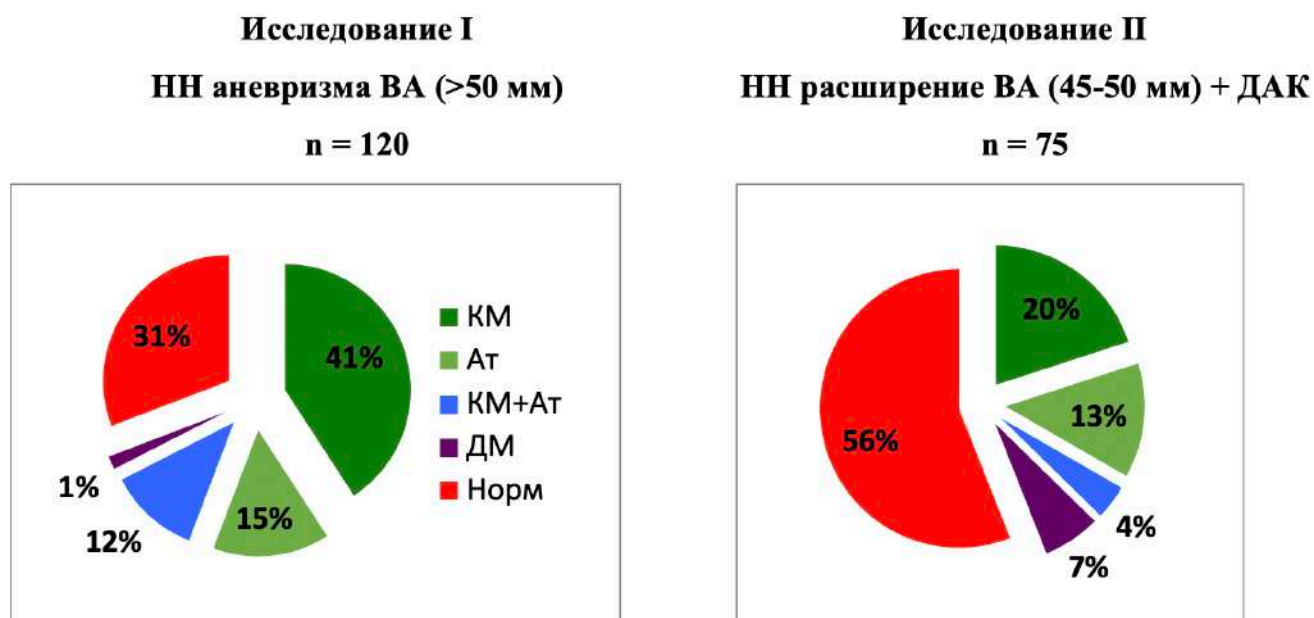 Исследование I
НН аневризма ВА (>50 мм)
n = 120
31%
41%
1%
12%
15%
КМ
Ат
КМ+Ат
ДМ
Норм
Исследование II
НН расширение ВА (45-50 мм) + ДАК
n = 75
20%
13%
56%
4%
7%